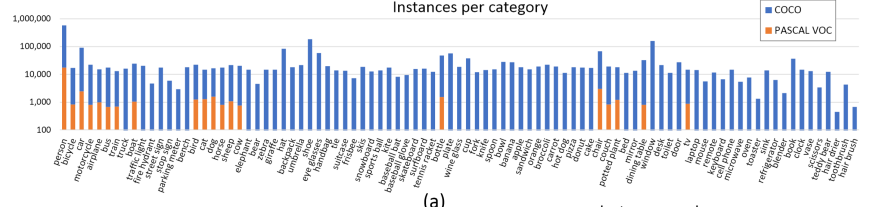 Instances per category
COCO
PASCAL VOC
1,000,000
100,000
10,000
1,000
100
person
bicycle
car
motorcycle
airplane
bus
train
truck
boat
traffic light
fire hydrant
street sign
stop sign
parking meter
bench
bird
cat
dog
horse
sheep
cow
elephant
bear
zebra
giraffe
hat
backpack
umbrella
shoe
eye glasses
handbag
tie
suitcase
frisbee
skis
snowboard
sports ball
kite
baseball bat
baseball glove
skateboard
surfboard
tennis racket
bottle
plate
wine glass
cup
fork
knife
spoon
bowl
banana
apple
sandwich
orange
broccoli
carrot
hot dog
pizza
donut
cake
chair
couch
potted plant
bed
mirror
dining table
window
desk
toilet
door
tv
laptop
mouse
remote
keyboard
cell phone
microwave
oven
toaster
sink
refrigerator
blender
book
clock
vase
scissors
teddy bear
hair drier
toothbrush
hair brush
(a)